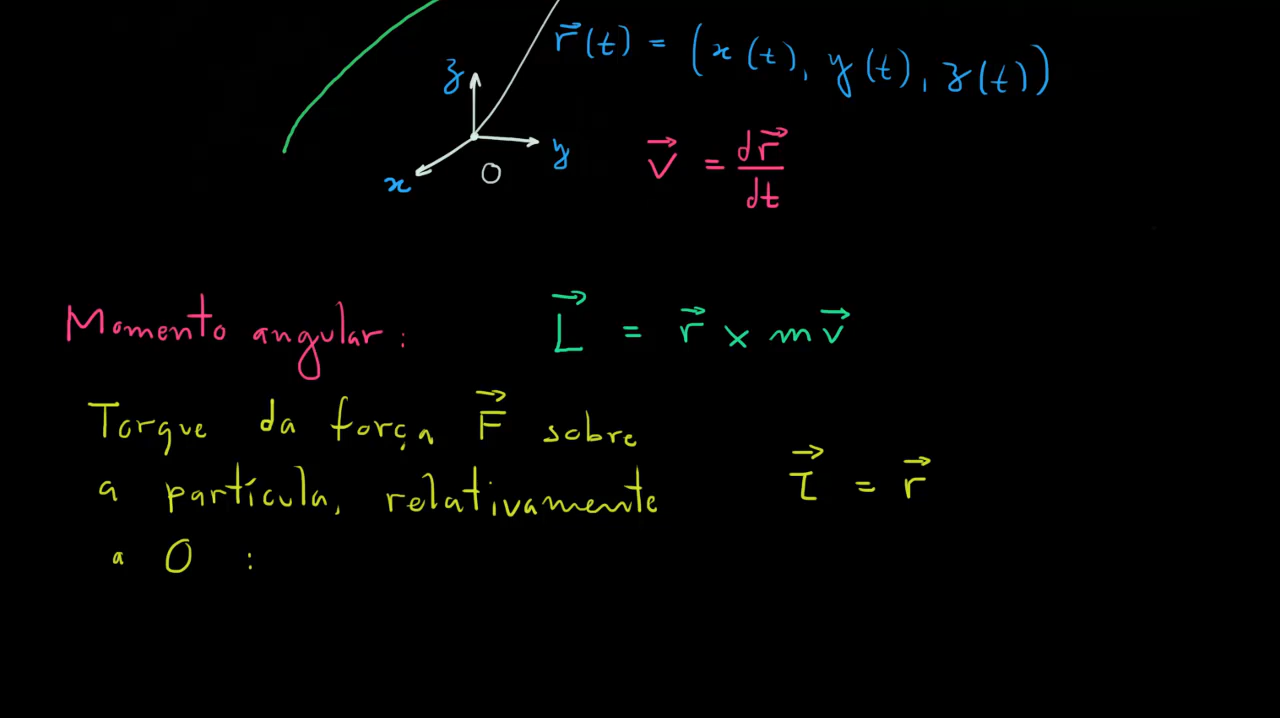 r⃗(t) = (x(t), y(t), z(t))
z
y
x
O
v⃗ = dr⃗/dt
Momento angular: L⃗ = r⃗ × mv⃗
Torque da força F⃗ sobre
a partícula, relativamente τ⃗ = r⃗
a O :